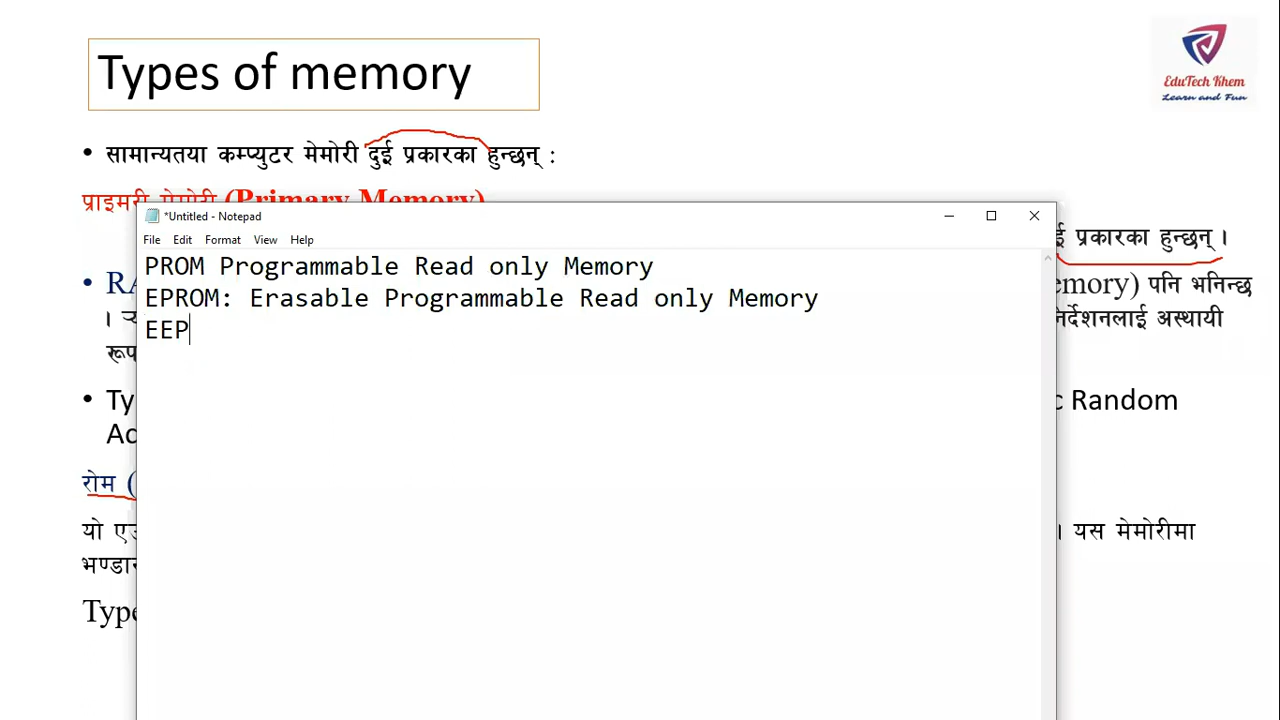 Types of memory
EduTech Khem
Learn and Fun
• सामान्यतया कम्प्युटर मेमोरी दुई प्रकारका हुन्छन् :
(Primary Memory)
*Untitled - Notepad
File Edit Format View Help
प्रकारका हुन्छन् ।
PROM Programmable Read only Memory
पनि भनिन्छ
EPROM: Erasable Programmable Read only Memory
। अस्थायी
EEP
• Random
रोम (
यो । यस मेमोरीमा